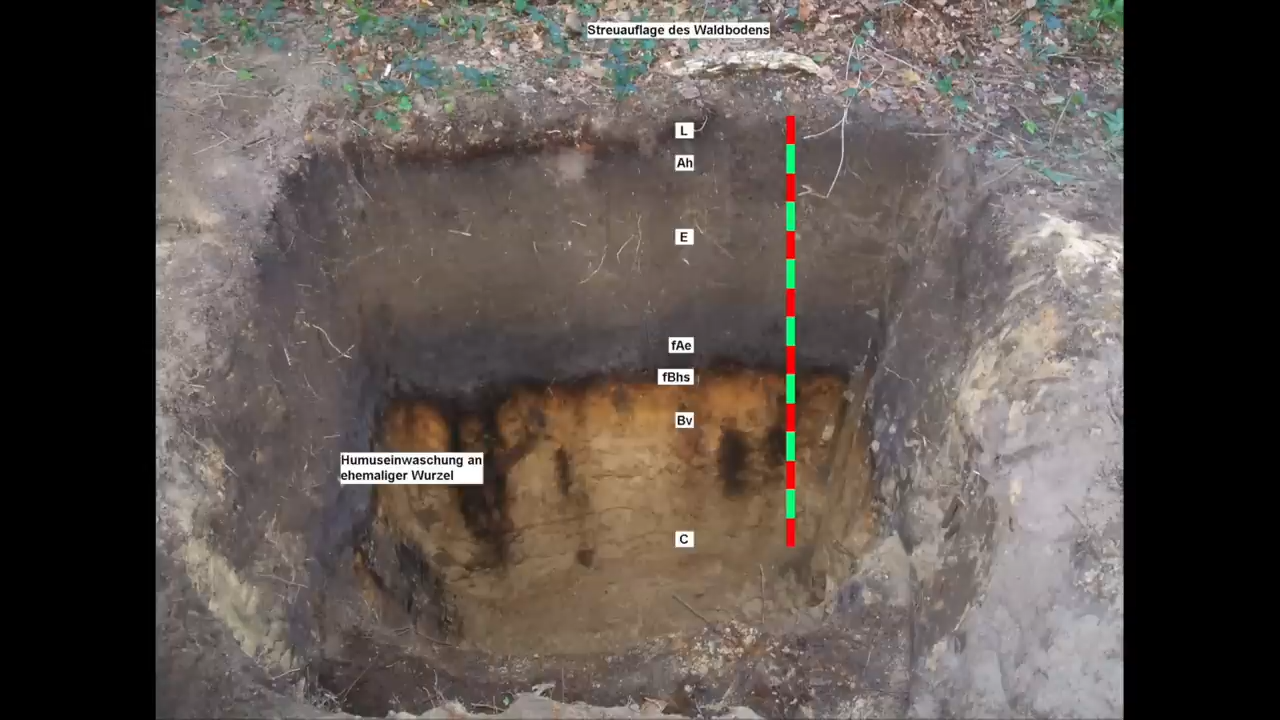 Streuauflage des Waldbodens
L
Ah
E
fAe
fBhs
Bv
Humuseinwaschung an
ehemaliger Wurzel
C